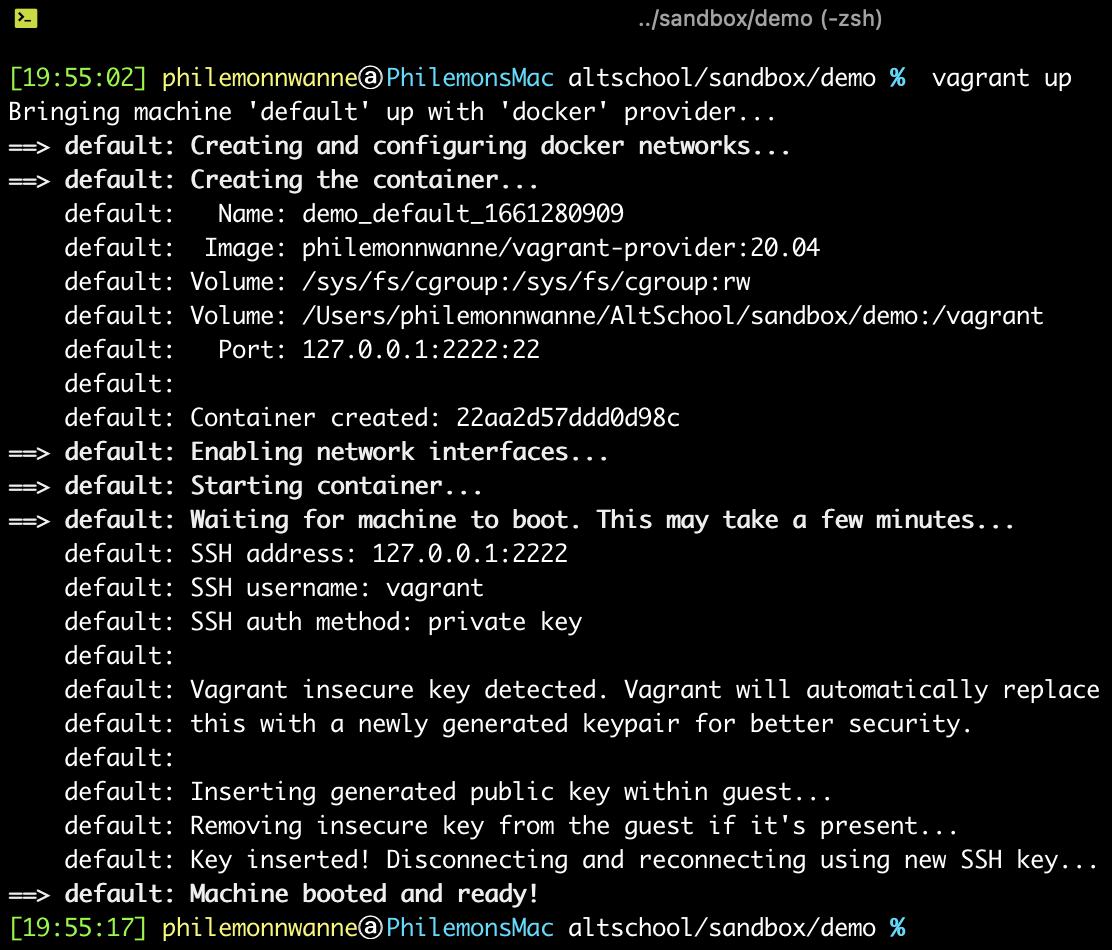 ../sandbox/demo (-zsh)
[19:55:02] philemonnwanne@PhilemonsMac altschool/sandbox/demo %  vagrant up
Bringing machine 'default' up with 'docker' provider...
==> default: Creating and configuring docker networks...
==> default: Creating the container...
    default:   Name: demo_default_1661280909
    default:  Image: philemonnwanne/vagrant-provider:20.04
    default: Volume: /sys/fs/cgroup:/sys/fs/cgroup:rw
    default: Volume: /Users/philemonnwanne/AltSchool/sandbox/demo:/vagrant
    default:   Port: 127.0.0.1:2222:22
    default:
    default: Container created: 22aa2d57ddd0d98c
==> default: Enabling network interfaces...
==> default: Starting container...
==> default: Waiting for machine to boot. This may take a few minutes...
    default: SSH address: 127.0.0.1:2222
    default: SSH username: vagrant
    default: SSH auth method: private key
    default:
    default: Vagrant insecure key detected. Vagrant will automatically replace
    default: this with a newly generated keypair for better security.
    default:
    default: Inserting generated public key within guest...
    default: Removing insecure key from the guest if it's present...
    default: Key inserted! Disconnecting and reconnecting using new SSH key...
==> default: Machine booted and ready!
[19:55:17] philemonnwanne@PhilemonsMac altschool/sandbox/demo %